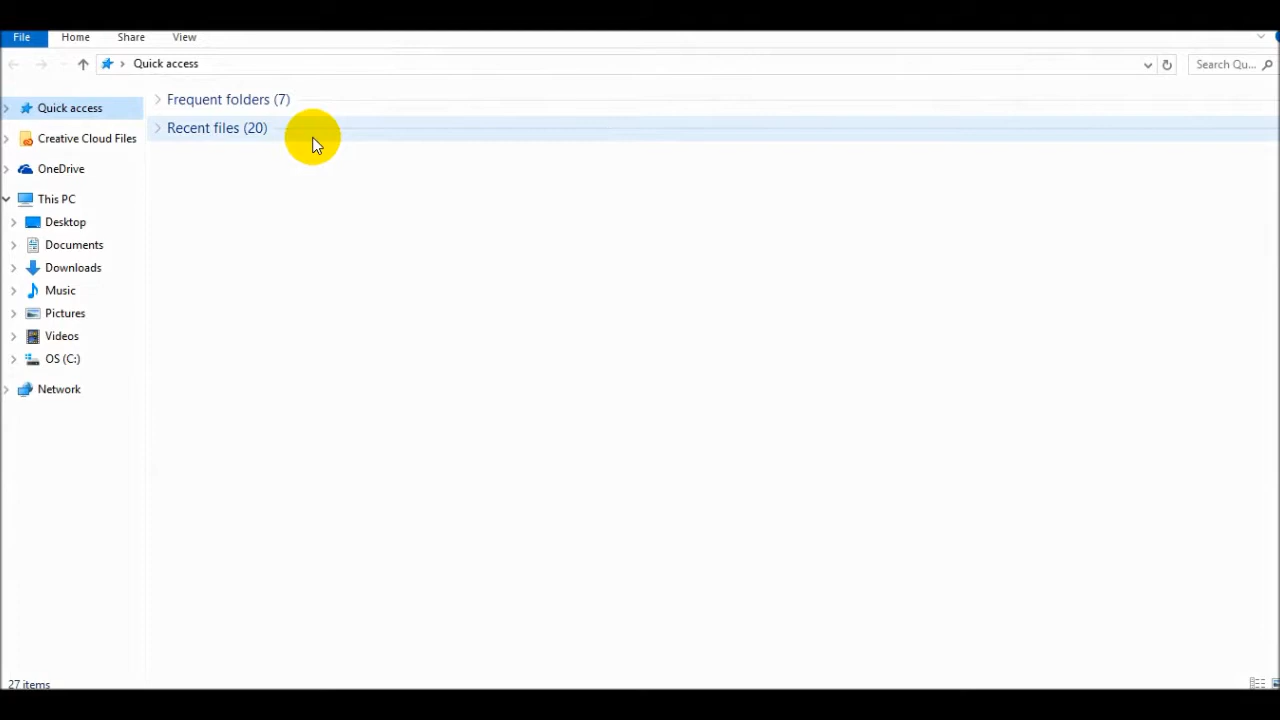 File Home Share View
Quick access Search Qu...
Frequent folders (7)
Recent files (20)
Quick access
Creative Cloud Files
OneDrive
This PC
Desktop
Documents
Downloads
Music
Pictures
Videos
OS (C:)
Network
27 items